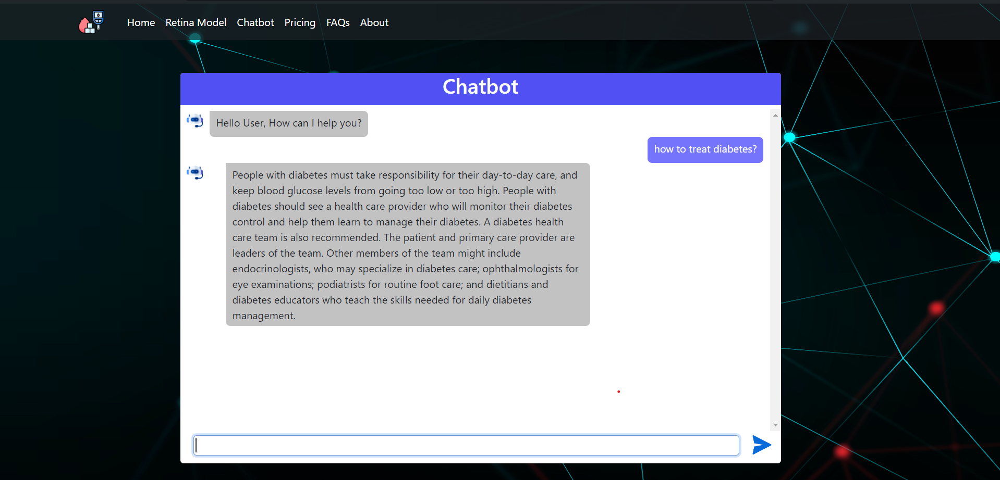 Home Retina Model Chatbot Pricing FAQs About
Chatbot
Hello User, How can I help you?
how to treat diabetes?
People with diabetes must take responsibility for their day-to-day care, and
keep blood glucose levels from going too low or too high. People with
diabetes should see a health care provider who will monitor their diabetes
control and help them learn to manage their diabetes. A diabetes health
care team is also recommended. The patient and primary care provider are
leaders of the team. Other members of the team might include
endocrinologists, who may specialize in diabetes care; ophthalmologists for
eye examinations; podiatrists for routine foot care; and dietitians and
diabetes educators who teach the skills needed for daily diabetes
management.